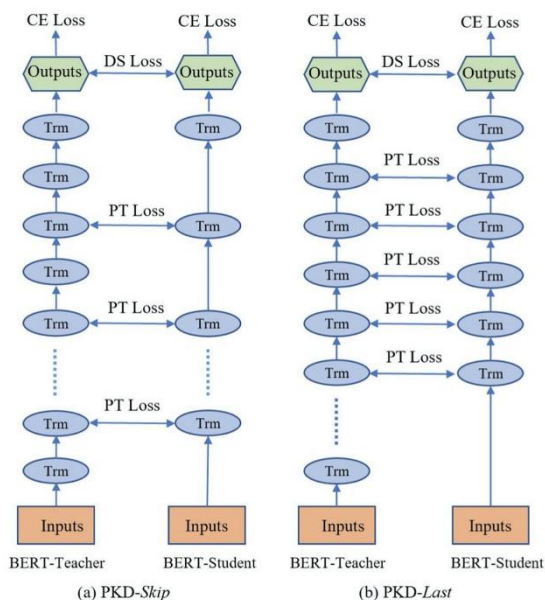 CE Loss CE Loss CE Loss CE Loss
Outputs DS Loss Outputs Outputs DS Loss Outputs
Trm Trm Trm Trm
Trm Trm PT Loss Trm
Trm PT Loss Trm Trm PT Loss Trm
Trm Trm PT Loss Trm
Trm PT Loss Trm Trm PT Loss Trm
Trm PT Loss Trm
Trm PT Loss Trm
Trm Trm
Inputs Inputs Inputs Inputs
BERT-Teacher BERT-Student BERT-Teacher BERT-Student
(a) PKD-Skip (b) PKD-Last